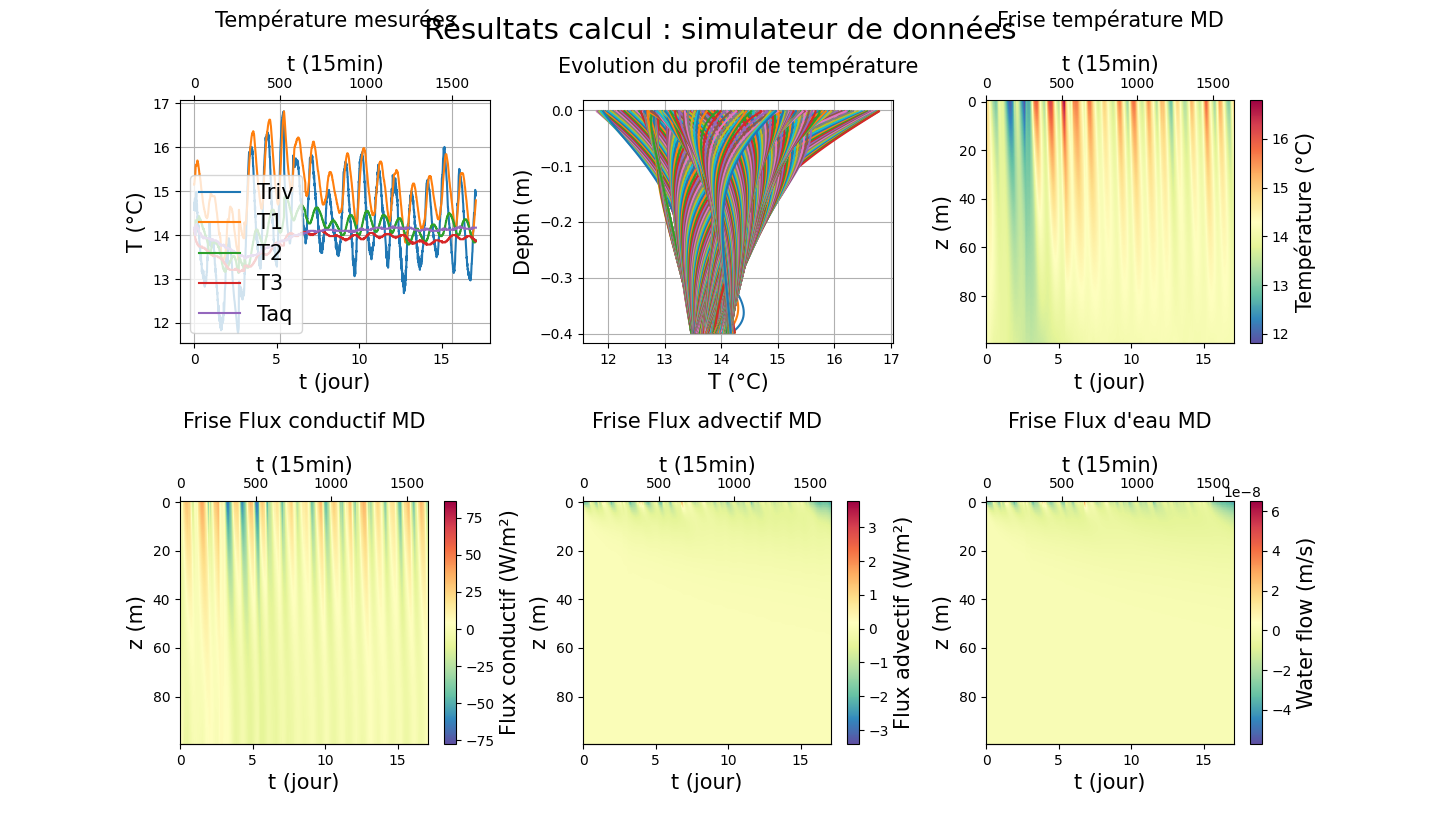 Résultats calcul : simulateur de données
Température mesurées
t (15min)
0 500 1000 1500
17
16
15
14
13
12
T (°C)
Triv
T1
T2
T3
Taq
0 5 10 15
t (jour)
Evolution du profil de température
0.0
−0.1
−0.2
−0.3
−0.4
Depth (m)
12 13 14 15 16 17
T (°C)
Frise température MD
t (15min)
0 500 1000 1500
0
20
40
60
80
z (m)
0 5 10 15
t (jour)
16
15
14
13
12
Température (°C)
Frise Flux conductif MD
t (15min)
0 500 1000 1500
0
20
40
60
80
z (m)
0 5 10 15
t (jour)
75
50
25
0
−25
−50
−75
Flux conductif (W/m²)
Frise Flux advectif MD
t (15min)
0 500 1000 1500
0
20
40
60
80
z (m)
0 5 10 15
t (jour)
3
2
1
0
−1
−2
−3
Flux advectif (W/m²)
Frise Flux d'eau MD
t (15min)
0 500 1000 1500
1e−8
0
20
40
60
80
z (m)
0 5 10 15
t (jour)
6
4
2
0
−2
−4
Water flow (m/s)